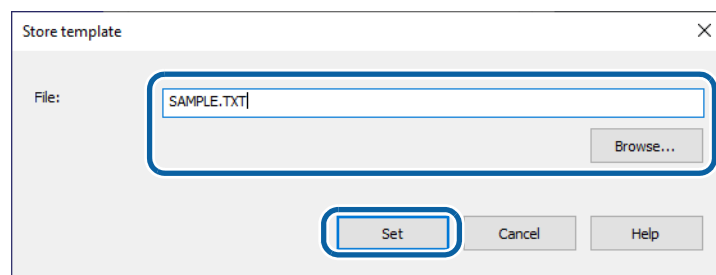 Store template
File:
SAMPLE.TXT
Browse...
Set Cancel Help